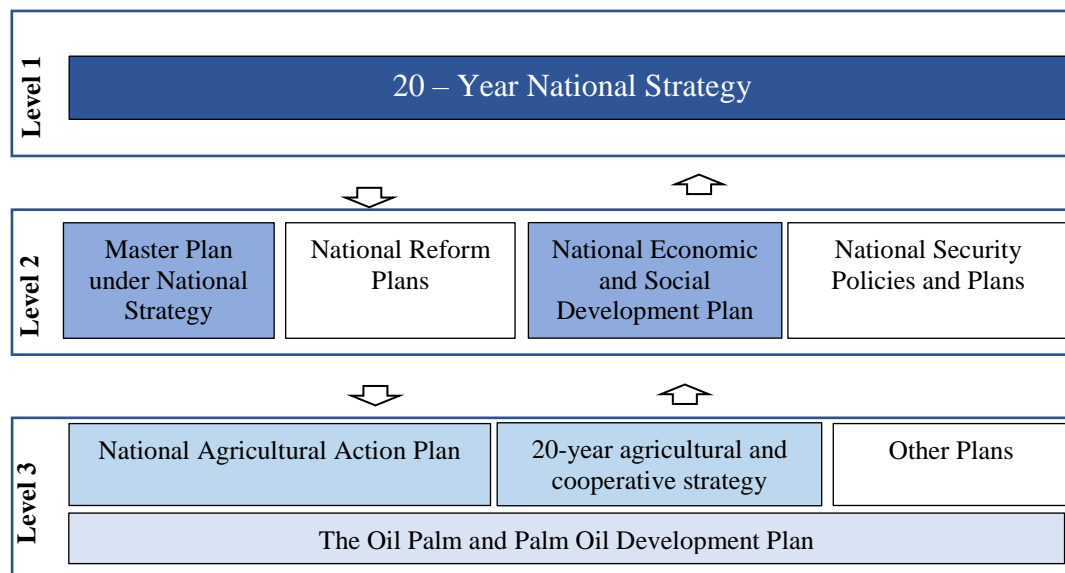 Level 1
20 – Year National Strategy
Level 2
Master Plan
under National
Strategy
National Reform
Plans
National Economic
and Social
Development Plan
National Security
Policies and Plans
Level 3
National Agricultural Action Plan
20-year agricultural and
cooperative strategy
Other Plans
The Oil Palm and Palm Oil Development Plan